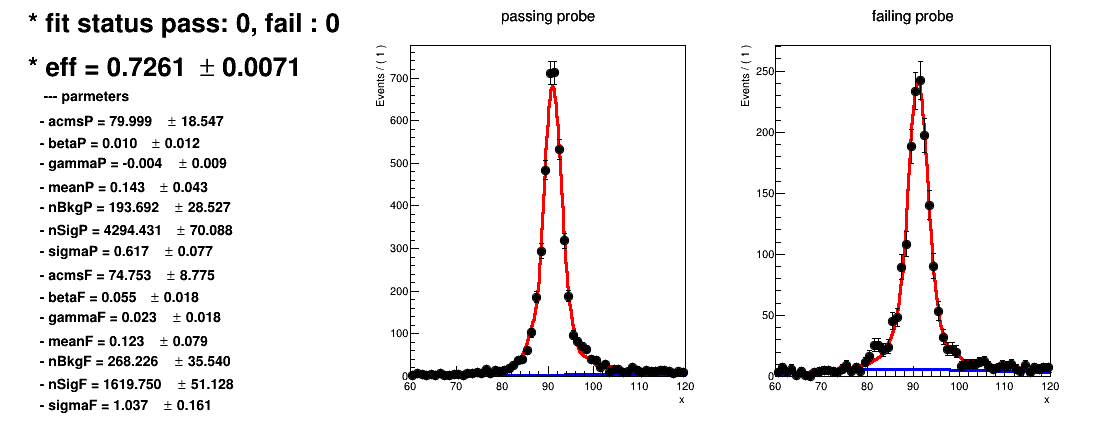 * fit status pass: 0, fail : 0
* eff = 0.7261 ± 0.0071
--- parmeters
- acmsP = 79.999 ± 18.547
- betaP = 0.010 ± 0.012
- gammaP = -0.004 ± 0.009
- meanP = 0.143 ± 0.043
- nBkgP = 193.692 ± 28.527
- nSigP = 4294.431 ± 70.088
- sigmaP = 0.617 ± 0.077
- acmsF = 74.753 ± 8.775
- betaF = 0.055 ± 0.018
- gammaF = 0.023 ± 0.018
- meanF = 0.123 ± 0.079
- nBkgF = 268.226 ± 35.540
- nSigF = 1619.750 ± 51.128
- sigmaF = 1.037 ± 0.161
passing probe
Events / ( 1 )
700
600
500
400
300
200
100
0
60 70 80 90 100 110 120
x
failing probe
Events / ( 1 )
250
200
150
100
50
0
60 70 80 90 100 110 120
x